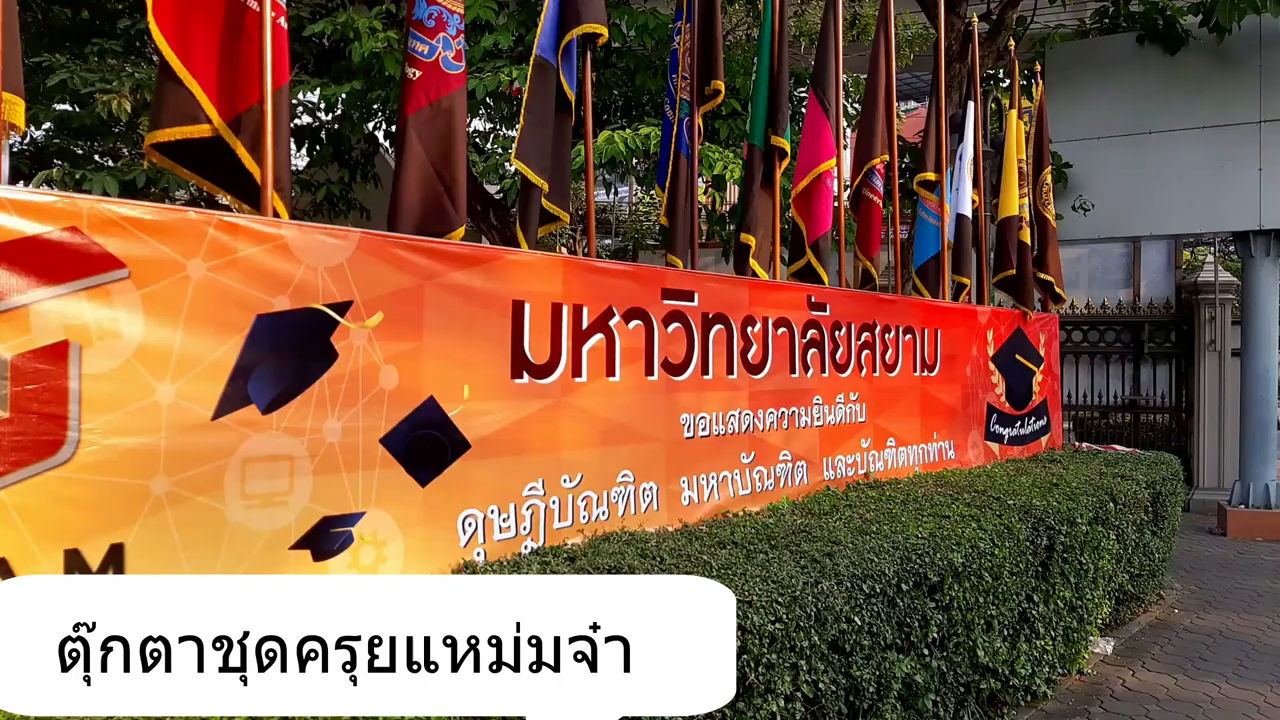 มหาวิทยาลัยสยาม
ขอแสดงความยินดีกับ
ดุษฎีบัณฑิต มหาบัณฑิต และบัณฑิตทุกท่าน
Congratulations
AM
ตุ๊กตาชุดครุยแหม่มจ๋า